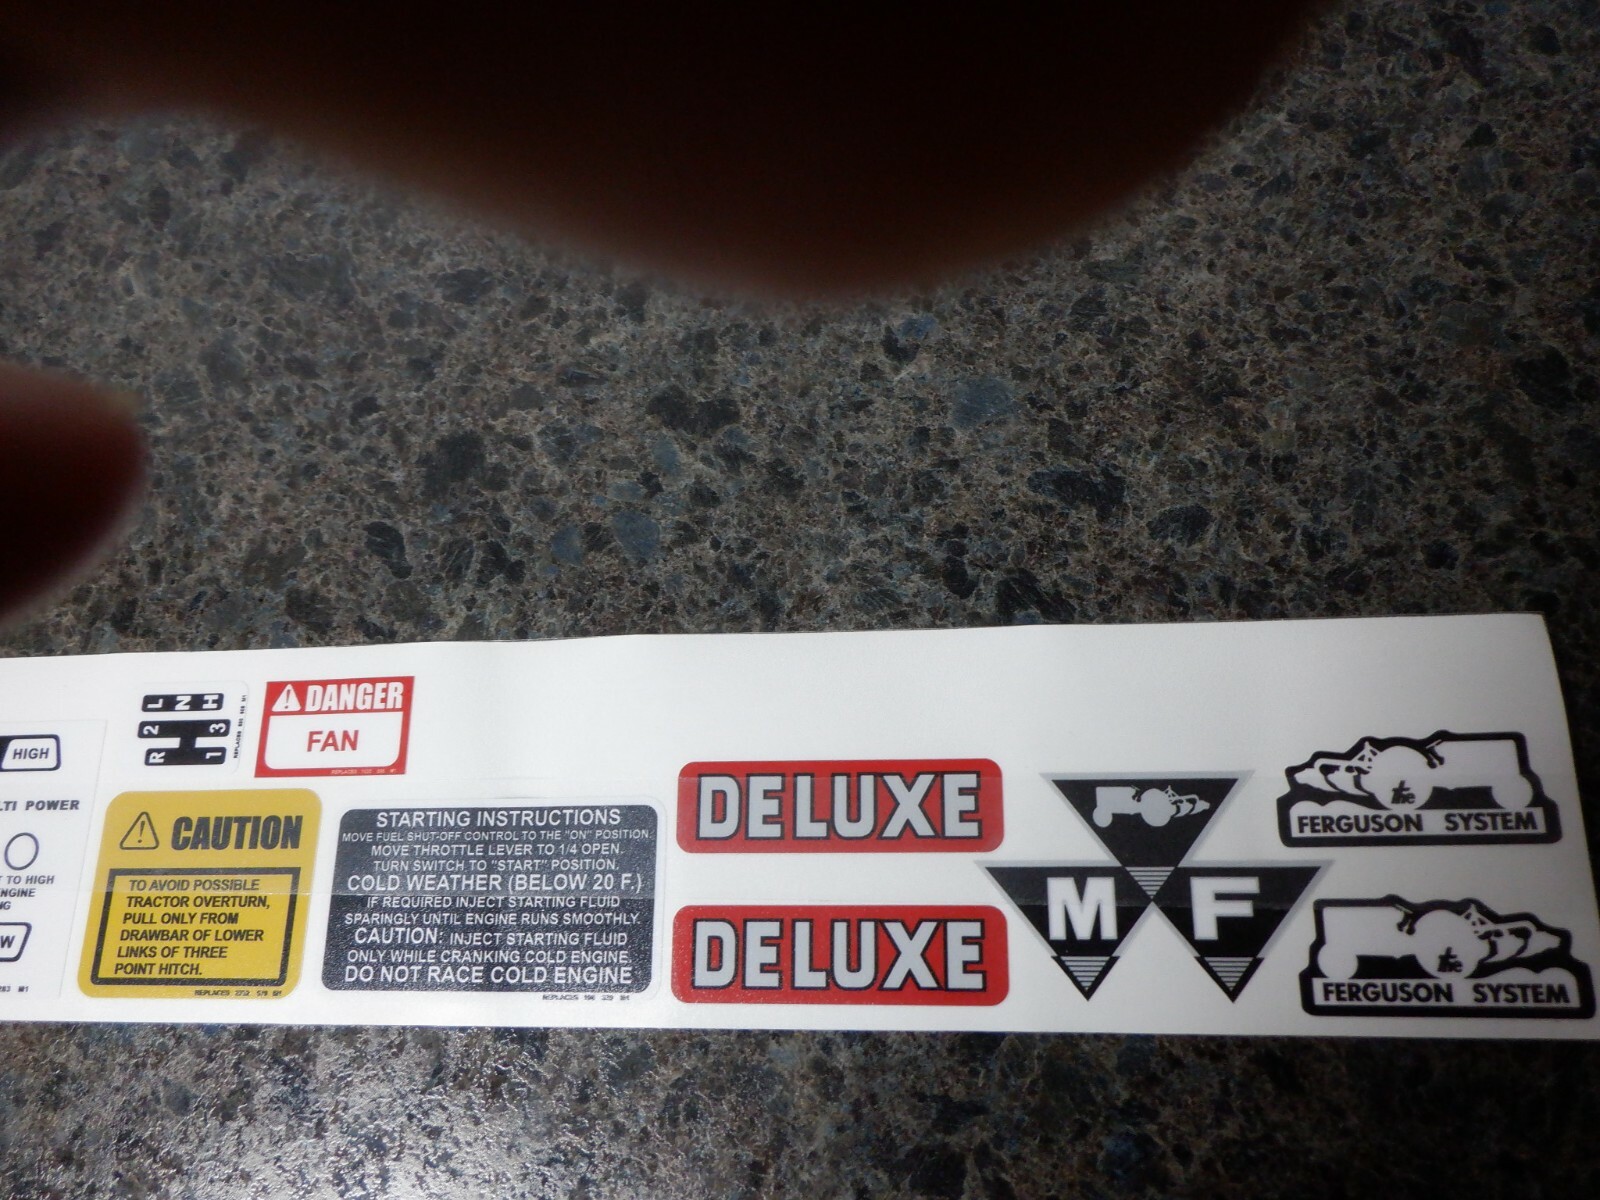 HIGH
LTI POWER
T TO HIGH
NGINE
NG
W
L N H
2 3
R 1
DANGER
FAN
CAUTION
TO AVOID POSSIBLE
TRACTOR OVERTURN,
PULL ONLY FROM
DRAWBAR OF LOWER
LINKS OF THREE
POINT HITCH.
STARTING INSTRUCTIONS
MOVE FUEL SHUT-OFF CONTROL TO THE "ON" POSITION.
MOVE THROTTLE LEVER TO 1/4 OPEN.
TURN SWITCH TO "START" POSITION.
COLD WEATHER (BELOW 20 F.)
IF REQUIRED INJECT STARTING FLUID
SPARINGLY UNTIL ENGINE RUNS SMOOTHLY.
CAUTION: INJECT STARTING FLUID
ONLY WHILE CRANKING COLD ENGINE.
DO NOT RACE COLD ENGINE
DELUXE
DELUXE
M F
the
FERGUSON SYSTEM
the
FERGUSON SYSTEM